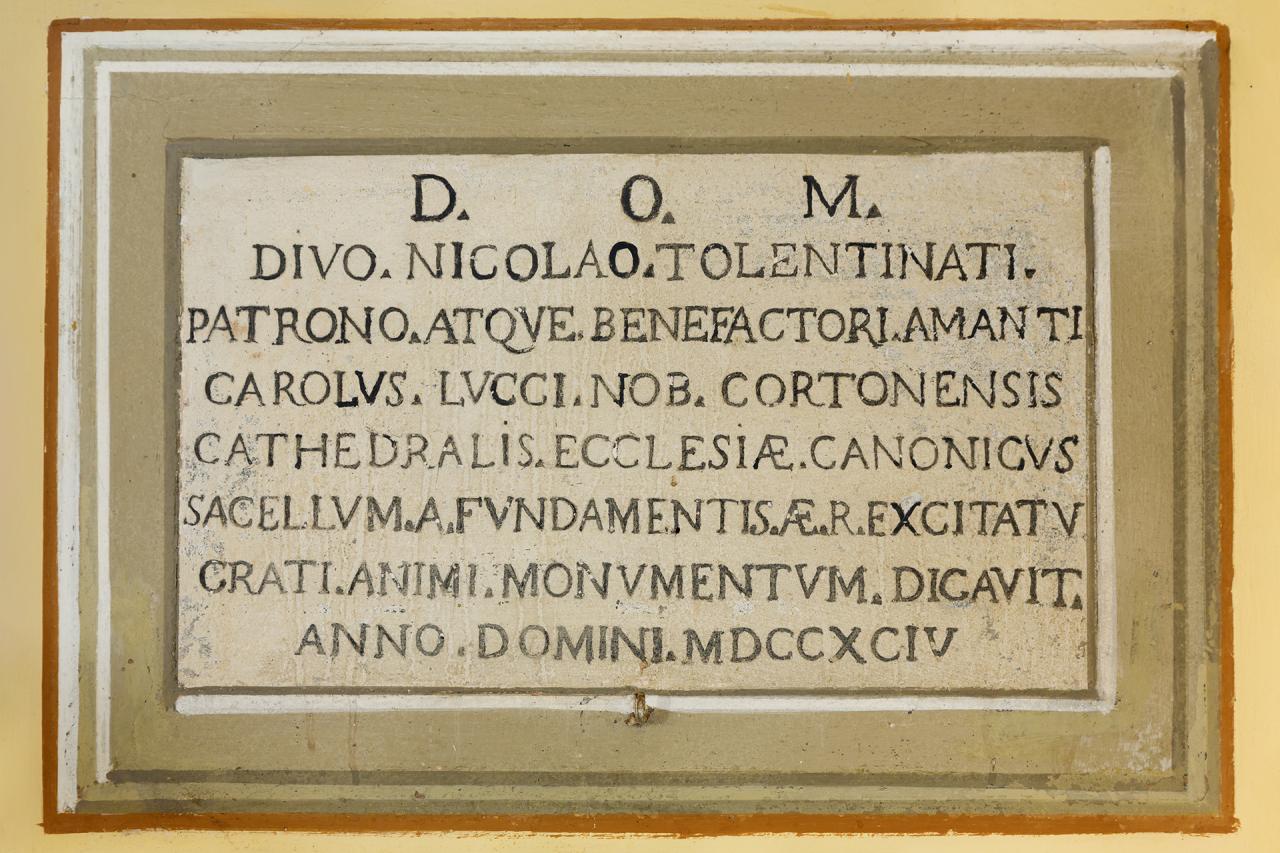 D. O. M.
DIVO. NICOLAO. TOLENTINATI.
PATRONO. ATQVE. BENEFACTORI. AMANTI
CAROLVS. LVCCI. NOB. CORTONENSIS
CATHEDRALIS. ECCLESIÆ. CANONICVS
SACELLVM. A. FVNDAMENTIS. Æ. R. EXCITATV
GRATI. ANIMI. MONVMENTVM. DICAVIT.
ANNO. DOMINI. MDCCXCIV